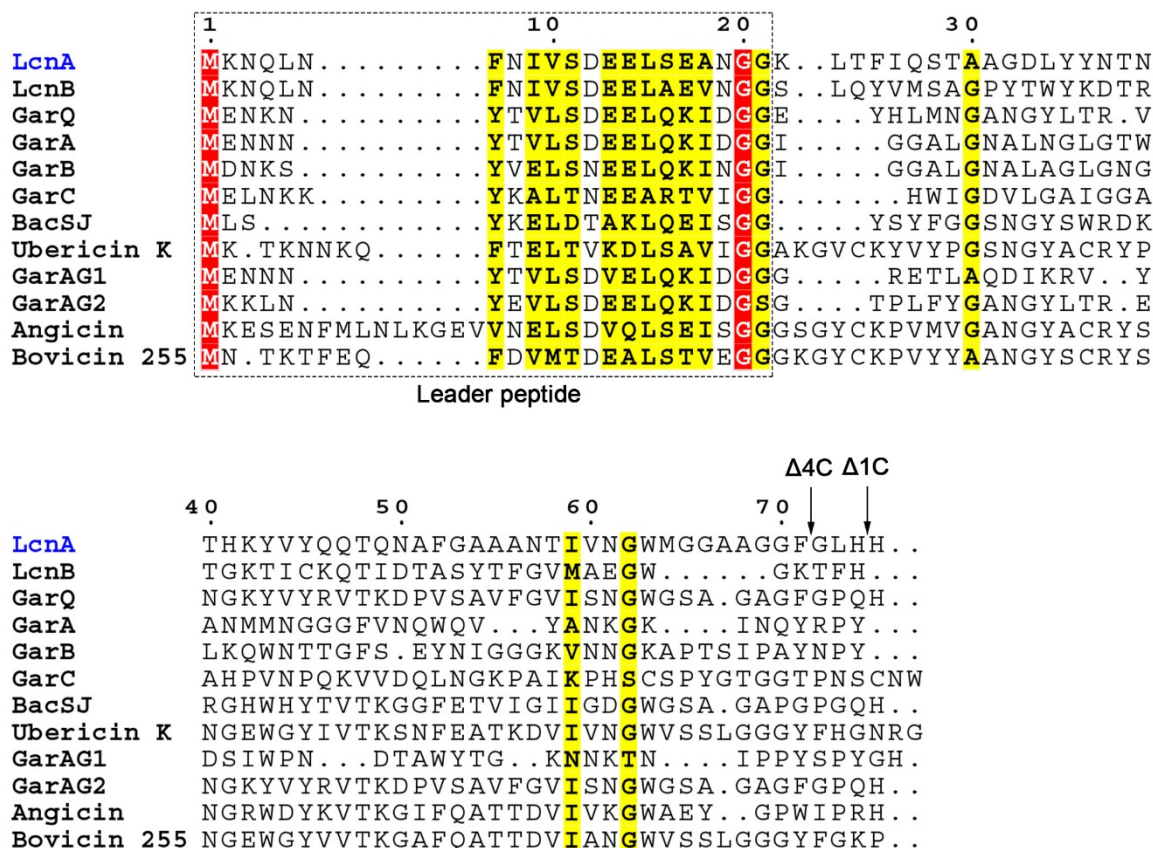 1 10 20 30
LcnA MKNQLN.........FNIVSDEELSEANGGK..LTFIQSTAAGDLYYNTN
LcnB MKNQLN.........FNIVSDEELAEVNGGS..LQYVMSAGPYTWYKDTR
GarQ MENKN..........YTVLSDEELQKIDGGE.....YHLMNGANGYLTR.V
GarA MENNN..........YTVLSDEELQKIDGGI.....GGALGNALNGLGTW
GarB MDNKS..........YVELSNEELQKINGGI.....GGALGNALAGLGNG
GarC MELNKK.........YKALTNEEARTVIGG.......HWIGDVLGAIGGA
BacSJ MLS............YKELDTAKLQEISGG.....YSYFGGSNGYSWRDK
Ubericin K MK.TKNNKQ......FTELTVKDLSAVIGGAKGVCKYVYPGSNGYACRYP
GarAG1 MENNN..........YTVLSDVELQKIDGGG.....RETLAQDIKRV..Y
GarAG2 MKKLN..........YEVLSDEELQKIDGSG.....TPLFYGANGYLTR.E
Angicin MKESENFMLNLKGEVVNELSDVQLSEISGGGSGYCKPVMVGANGYACRYS
Bovicin 255 MN.TKTFEQ......FDVMTDEALSTVEGGGKGYCKPVYYAANGYSCRYS
Leader peptide
Δ4C Δ1C
40 50 60 70
LcnA THKYVYQQTQNAFGAAANTIVNGWMGGAAGGFGLHH..
LcnB TGKTICKQTIDTASYTFGVMAEGW......GKTFH...
GarQ NGKYVYRVTKDPVSAVFGVISNGWGSA.GAGFGPQH..
GarA ANMMNGGGFVNQWQV...YANKGK....INQYRPY...
GarB LKQWNTTGFS.EYNIGGGKVNNGKAPTSIPAYNPY...
GarC AHPVNPQKVVDQLNGKPAIKPHSCSPYGTGGTPNSCNW
BacSJ RGHWHYTVTKGGFETVIGIIGDGWGSA.GAPGPGQH..
Ubericin K NGEWGYIVTKSNFEATKDVIVNGWVSSLGGGYFHGNRG
GarAG1 DSIWPN...DTAWYTG..KNNKTN....IPPYSPYGH.
GarAG2 NGKYVYRVTKDPVSAVFGVISNGWGSA.GAGFGPQH..
Angicin NGRWDYKVTKGIFQATTDVIVKGWAEY..GPWIPRH..
Bovicin 255 NGEWGYVVTKGAFQATTDVIANGWVSSLGGGYFGKP..